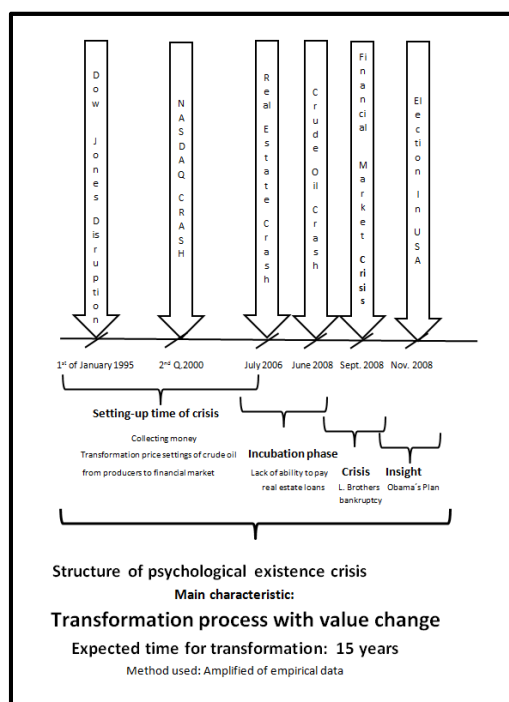 Dow Jones Disruption
NASDAQ CRASH
Real Estate Crash
Crude Oil Crash
Financial Market Crisis
Election In USA
1st of January 1995
2nd Q.2000
July 2006
June 2008
Sept. 2008
Nov. 2008
Setting-up time of crisis
Collecting money
Transformation price settings of crude oil
from producers to financial market
Incubation phase
Lack of ability to pay
real estate loans
Crisis
L. Brothers
bankruptcy
Insight
Obama´s Plan
Structure of psychological existence crisis
Main characteristic:
Transformation process with value change
Expected time for transformation: 15 years
Method used: Amplified of empirical data